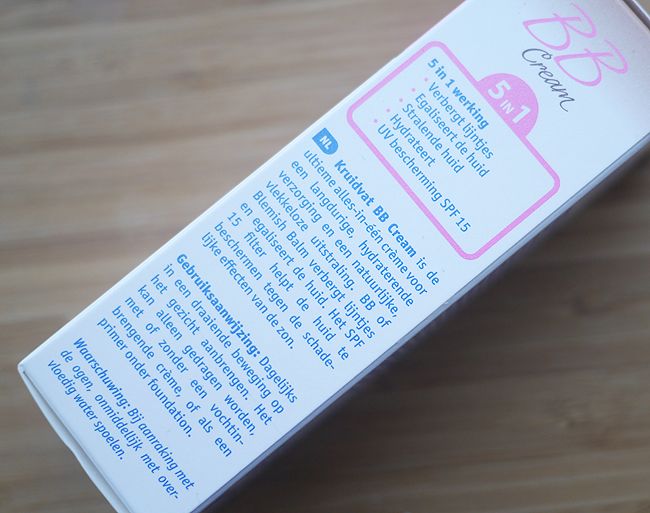 BB
Cream
5 IN 1
5 in 1 werking
• Verbergt lijntjes
• Egaliseert de huid
• Stralende huid
• Hydrateert
• UV bescherming SPF 15
NL Kruidvat BB Cream is de
ultieme alles-in-één crème voor
een langdurige, hydraterende
verzorging en een natuurlijke,
vlekkeloze uitstraling. BB of
Blemish Balm verbergt lijntjes
en egaliseert de huid. Het SPF
15 filter helpt de huid te
beschermen tegen de schade-
lijke effecten van de zon.
Gebruiksaanwijzing: Dagelijks
in een draaiende beweging op
het gezicht aanbrengen. Het
kan alleen gedragen worden,
met of zonder een vochtin-
brengende crème, of als een
primer onder foundation.
Waarschuwing: Bij aanraking met
de ogen, onmiddellijk met over-
vloedig water spoelen.